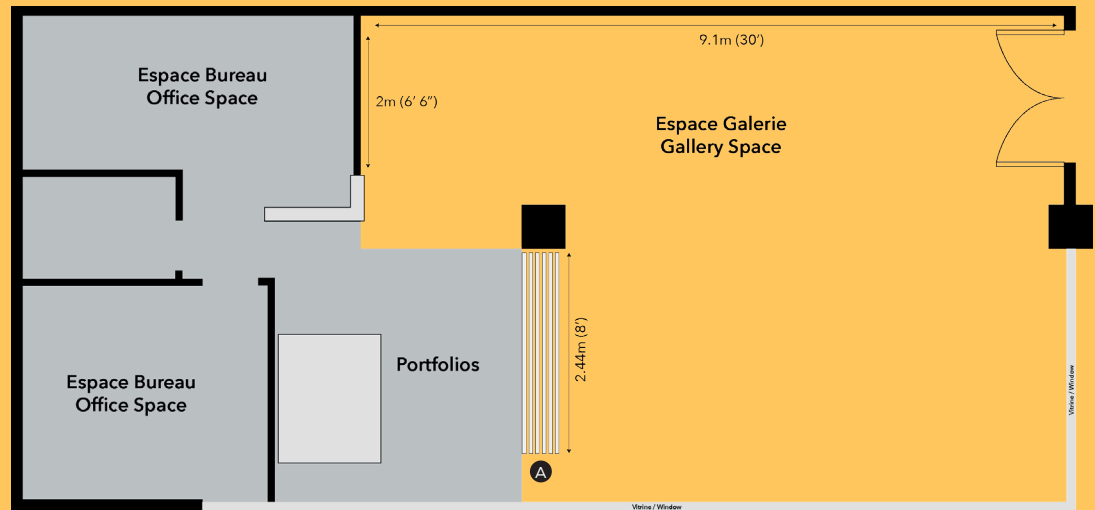 9.1m (30′)
Espace Bureau
Office Space
2m (6′ 6″)
Espace Galerie
Gallery Space
2.44m (8′)
Portfolios
Espace Bureau
Office Space
Vitrine / Window
A
Vitrine / Window